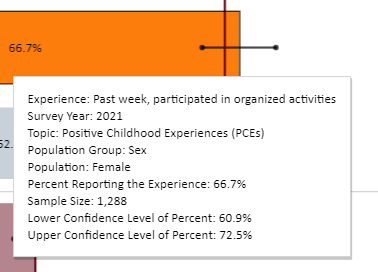 66.7%
Experience: Past week, participated in organized activities
Survey Year: 2021
Topic: Positive Childhood Experiences (PCEs)
Population Group: Sex
Population: Female
Percent Reporting the Experience: 66.7%
Sample Size: 1,288
Lower Confidence Level of Percent: 60.9%
Upper Confidence Level of Percent: 72.5%